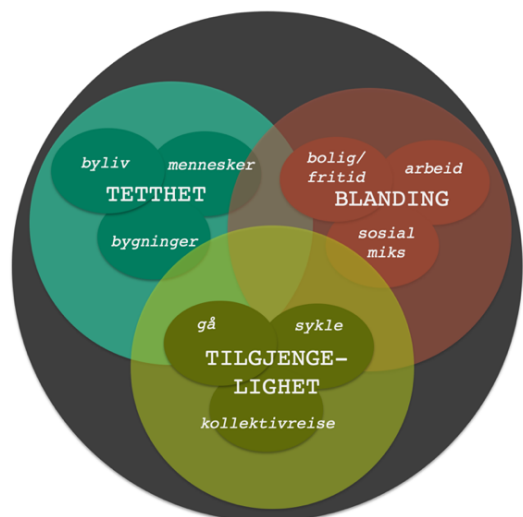 byliv
mennesker
TETTHET
bygninger
bolig/
fritid
arbeid
BLANDING
sosial
miks
gå
sykle
TILGJENGE-
LIGHET
kollektivreise